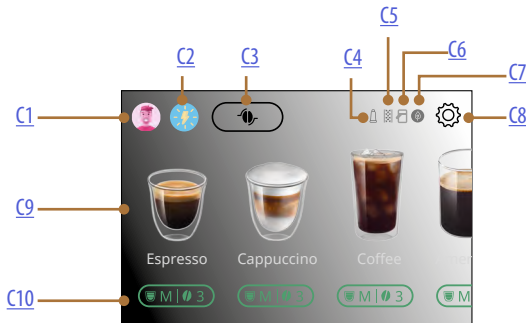 C5
C2 C3 C4 C6
C7
C1 C8
C9
Espresso Cappuccino Coffee
C10 M 3 M 3 M 3 M